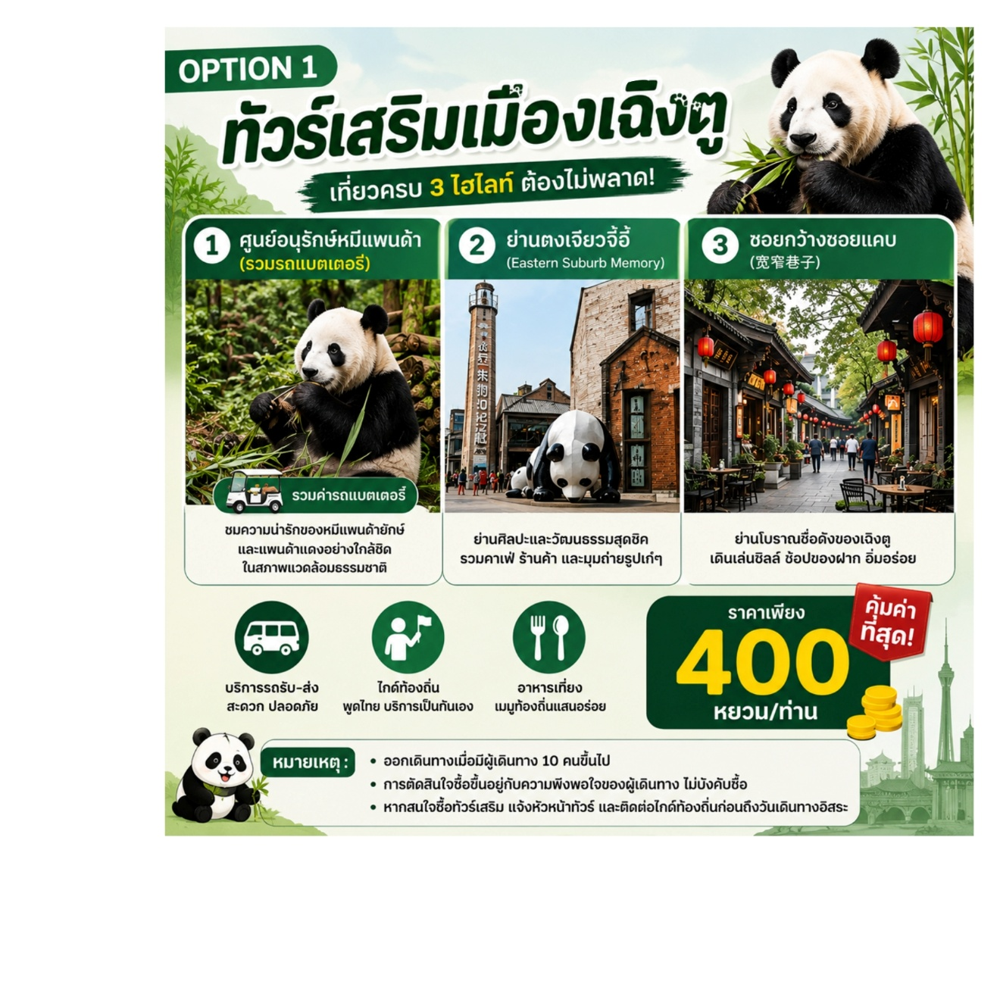 OPTION 1
ทัวร์เสริมเมืองเฉิงตู
เที่ยวครบ 3 ไฮไลท์ ต้องไม่พลาด!
1 ศูนย์อนุรักษ์หมีแพนด้า
(รวมรถแบตเตอรี่)
รวมค่ารถแบตเตอรี่
ชมความน่ารักของหมีแพนด้ายักษ์
และแพนด้าแดงอย่างใกล้ชิด
ในสภาพแวดล้อมธรรมชาติ
2 ย่านตงเจียวจี้อี้
(Eastern Suburb Memory)
ย่านศิลปะและวัฒนธรรมสุดชิค
รวมคาเฟ่ ร้านค้า และมุมถ่ายรูปเก๋ๆ
3 ซอยกว้างซอยแคบ
(宽窄巷子)
ย่านโบราณชื่อดังของเฉิงตู
เดินเล่นชิลล์ ช้อปของฝาก อิ่มอร่อย
บริการรถรับ-ส่ง
สะดวก ปลอดภัย
ไกด์ท้องถิ่น
พูดไทย บริการเป็นกันเอง
อาหารเที่ยง
เมนูท้องถิ่นแสนอร่อย
ราคาเพียง
400
หยวน/ท่าน
คุ้มค่า
ที่สุด!
หมายเหตุ :
• ออกเดินทางเมื่อมีผู้เดินทาง 10 คนขึ้นไป
• การตัดสินใจซื้อขึ้นอยู่กับความพึงพอใจของผู้เดินทาง ไม่บังคับซื้อ
• หากสนใจซื้อทัวร์เสริม แจ้งหัวหน้าทัวร์ และติดต่อไกด์ท้องถิ่นก่อนถึงวันเดินทางอิสระ